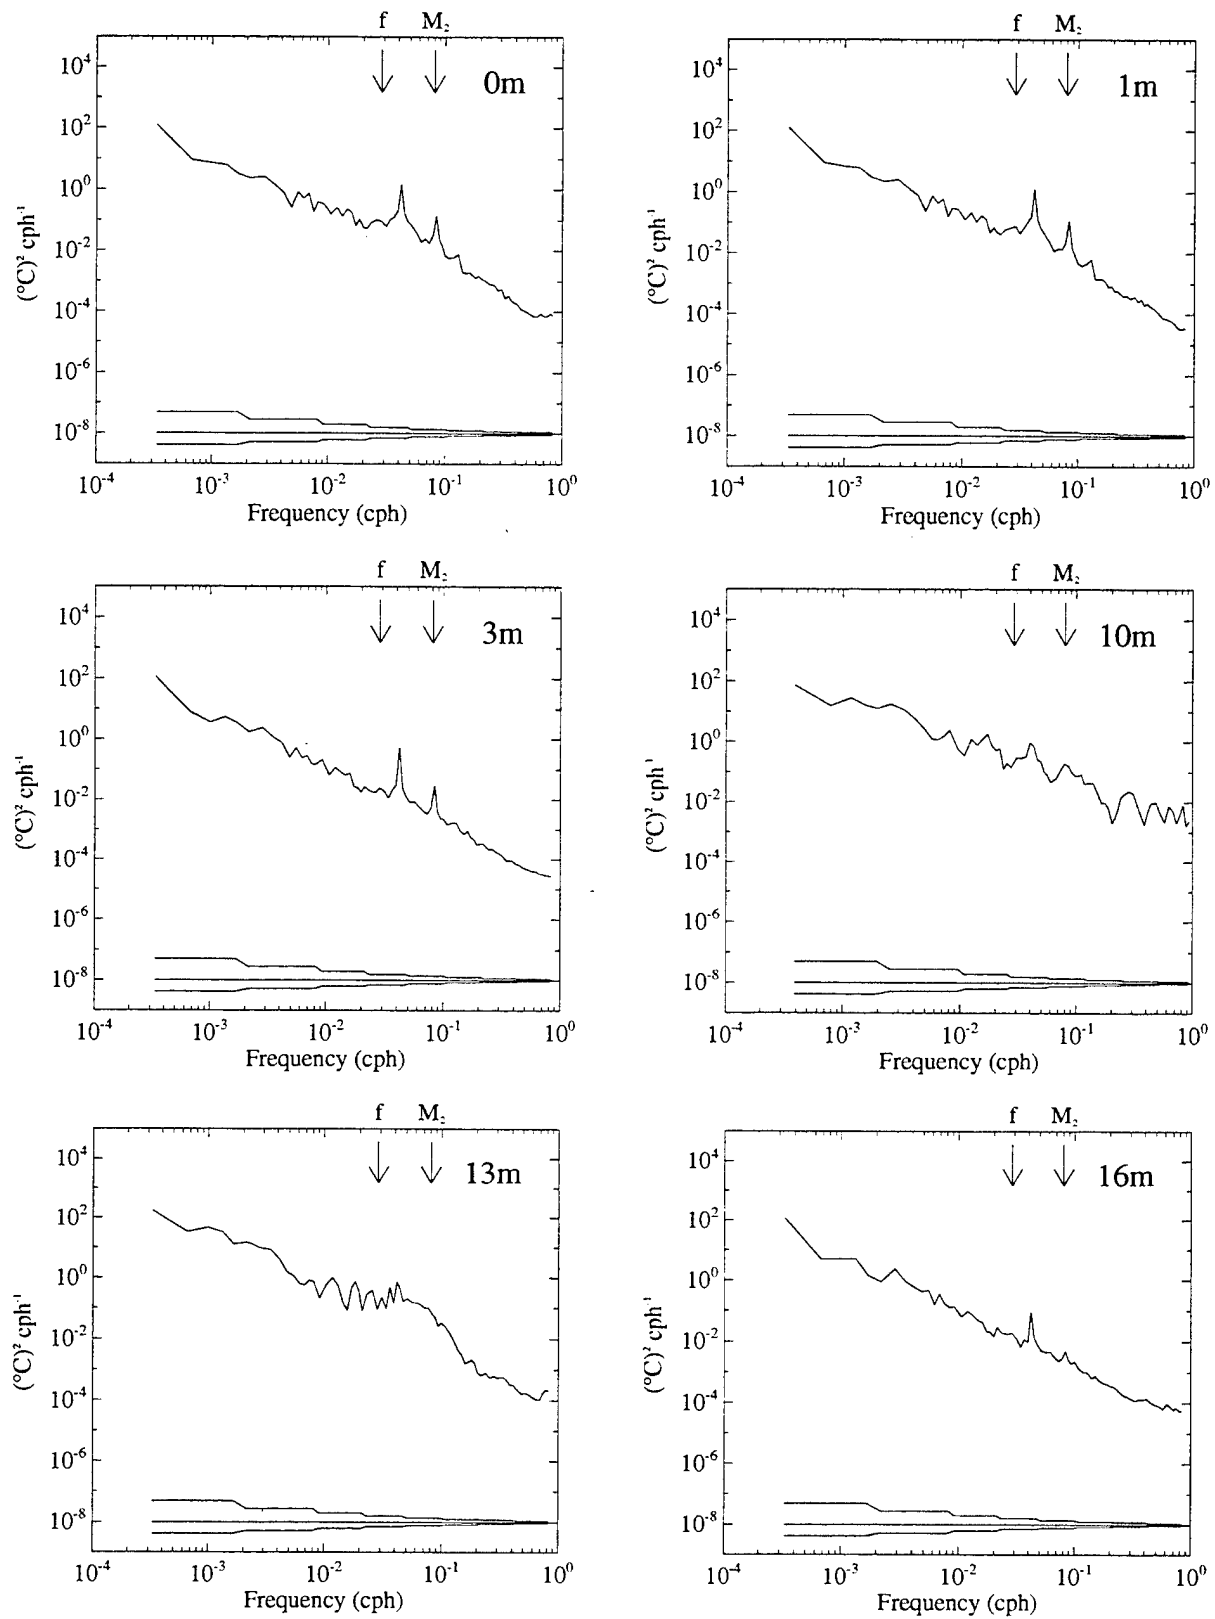 f M₂
0m
(°C)² cph⁻¹
10⁴
10²
10⁰
10⁻²
10⁻⁴
10⁻⁶
10⁻⁸
10⁻⁴ 10⁻³ 10⁻² 10⁻¹ 10⁰
Frequency (cph)
f M₂
1m
(°C)² cph⁻¹
10⁴
10²
10⁰
10⁻²
10⁻⁴
10⁻⁶
10⁻⁸
10⁻⁴ 10⁻³ 10⁻² 10⁻¹ 10⁰
Frequency (cph)
f M₂
3m
(°C)² cph⁻¹
10⁴
10²
10⁰
10⁻²
10⁻⁴
10⁻⁶
10⁻⁸
10⁻⁴ 10⁻³ 10⁻² 10⁻¹ 10⁰
Frequency (cph)
f M₂
10m
(°C)² cph⁻¹
10⁴
10²
10⁰
10⁻²
10⁻⁴
10⁻⁶
10⁻⁸
10⁻⁴ 10⁻³ 10⁻² 10⁻¹ 10⁰
Frequency (cph)
f M₂
13m
(°C)² cph⁻¹
10⁴
10²
10⁰
10⁻²
10⁻⁴
10⁻⁶
10⁻⁸
10⁻⁴ 10⁻³ 10⁻² 10⁻¹ 10⁰
Frequency (cph)
f M₂
16m
(°C)² cph⁻¹
10⁴
10²
10⁰
10⁻²
10⁻⁴
10⁻⁶
10⁻⁸
10⁻⁴ 10⁻³ 10⁻² 10⁻¹ 10⁰
Frequency (cph)